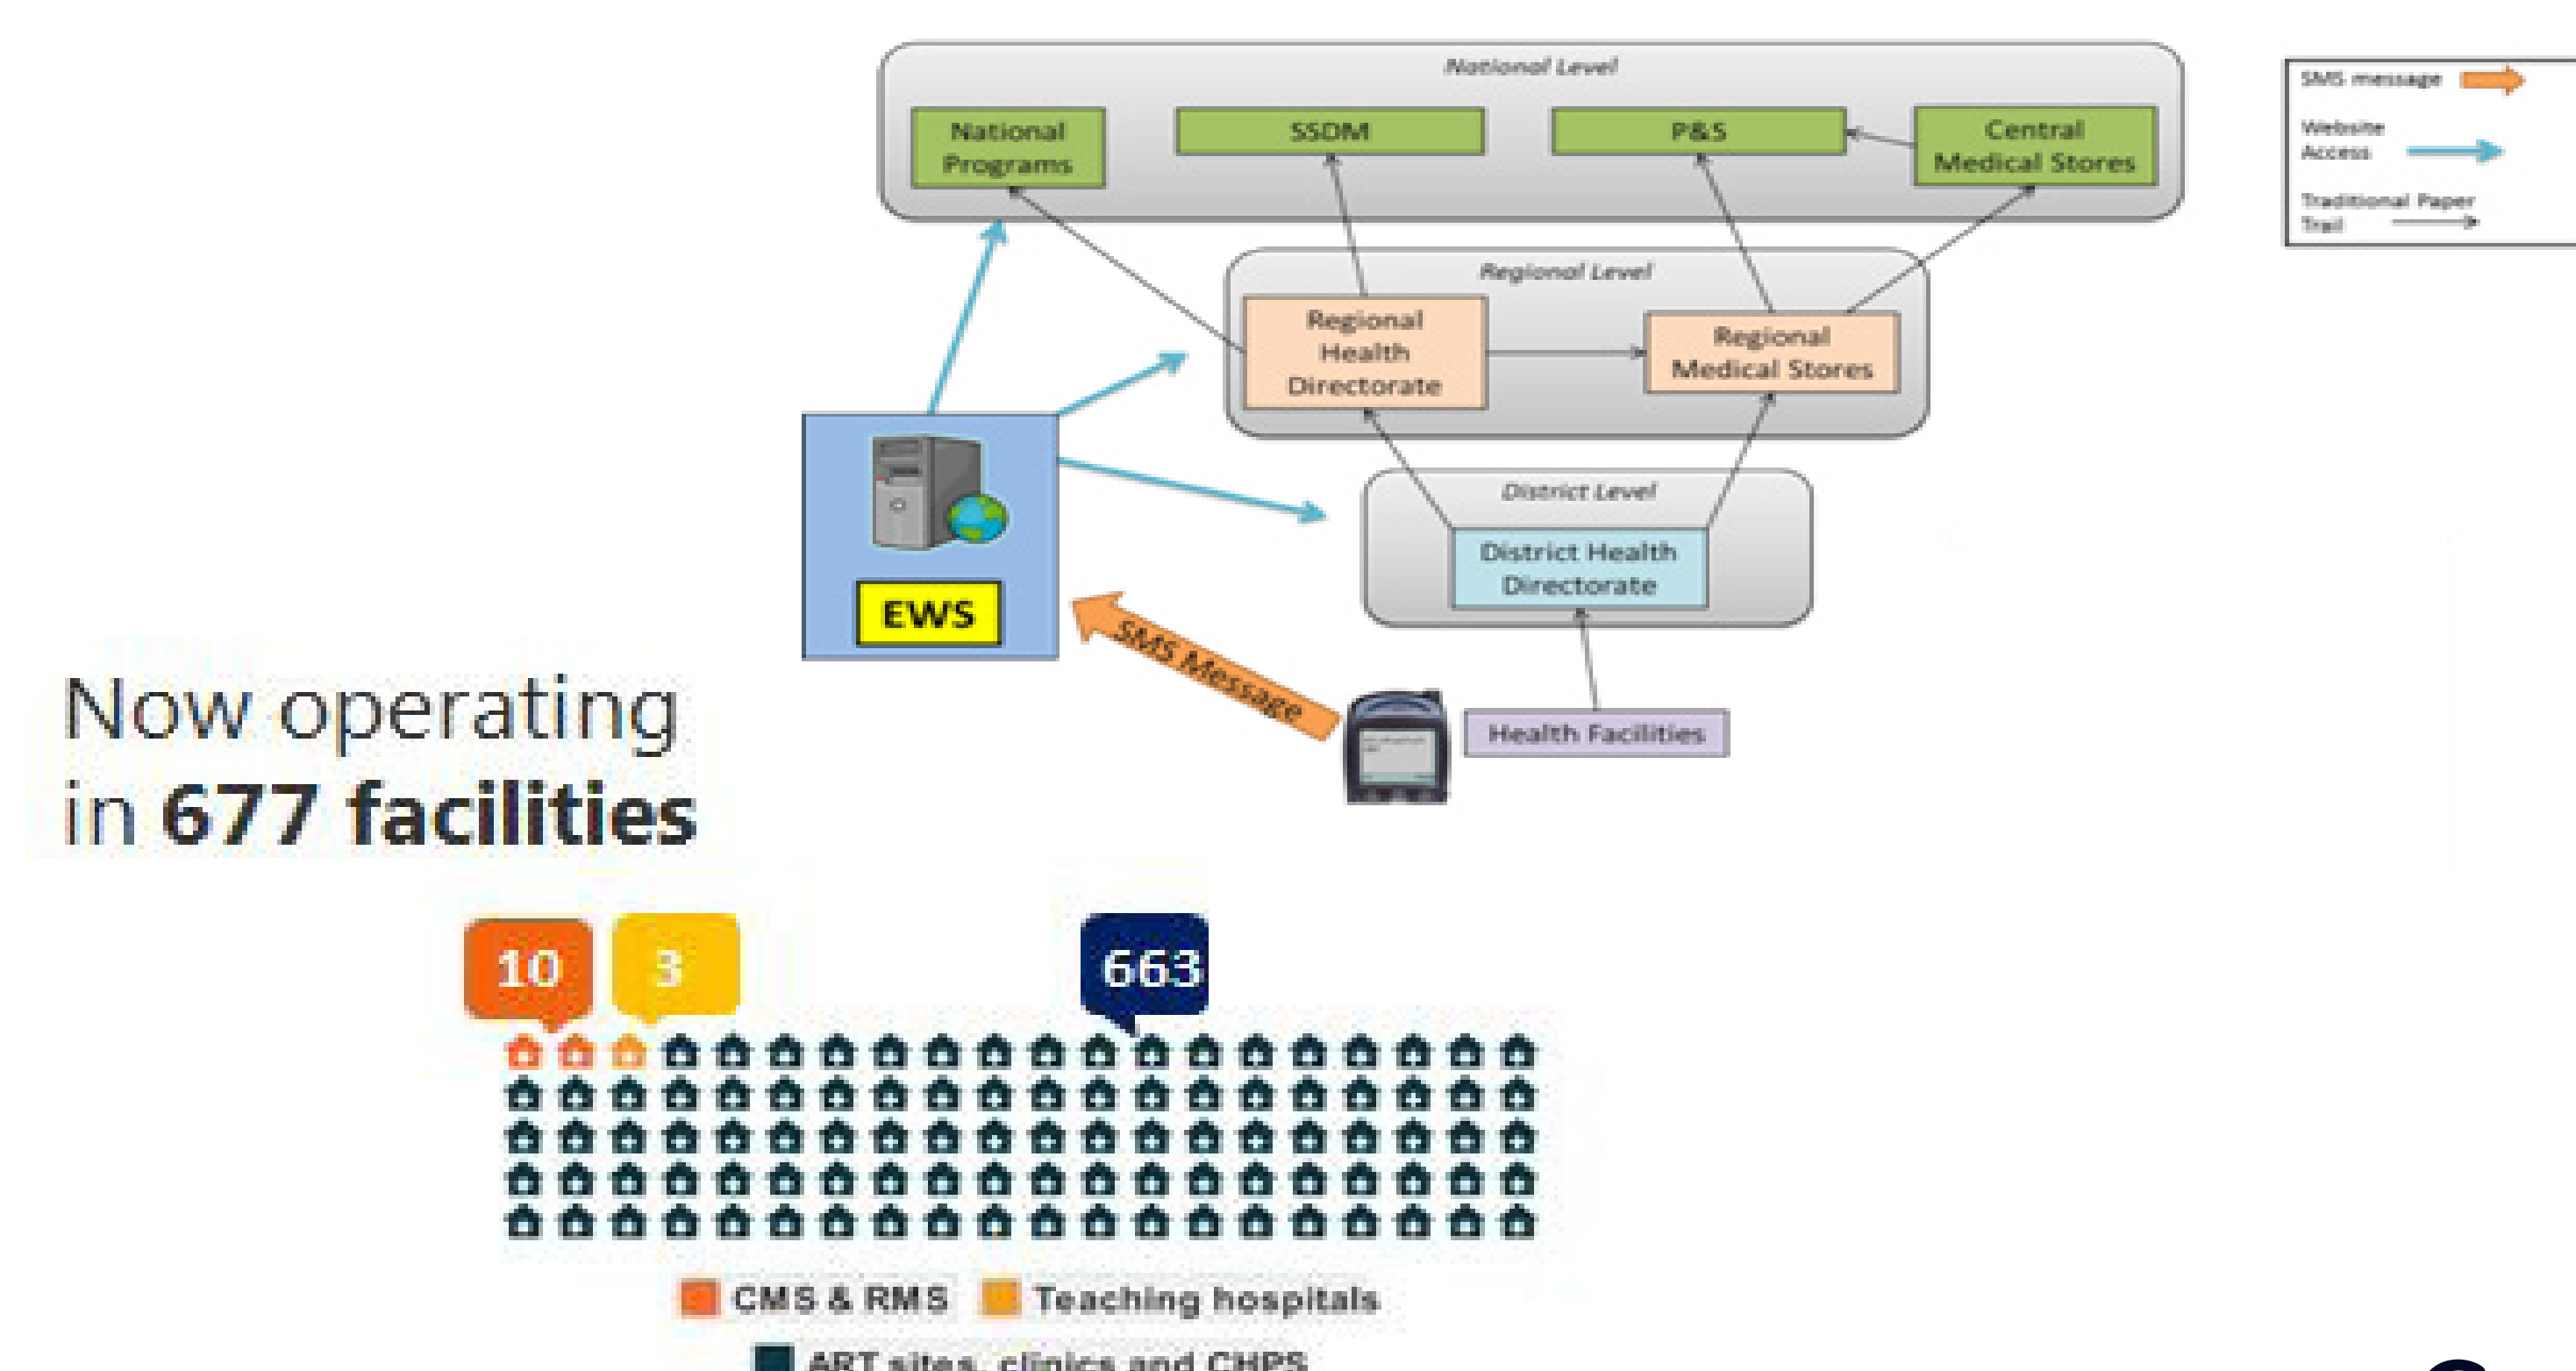 National Level
National
Programs
SSDM
P&S
Central
Medical Stores
SMS message
Website
Access
Traditional Paper
Trail
Regional Level
Regional
Health
Directorate
Regional
Medical Stores
District Level
District Health
Directorate
EWS
SMS Message
Health Facilities
Now operating
in 677 facilities
10
3
663
CMS & RMS
Teaching hospitals
ART sites, clinics and CHPS